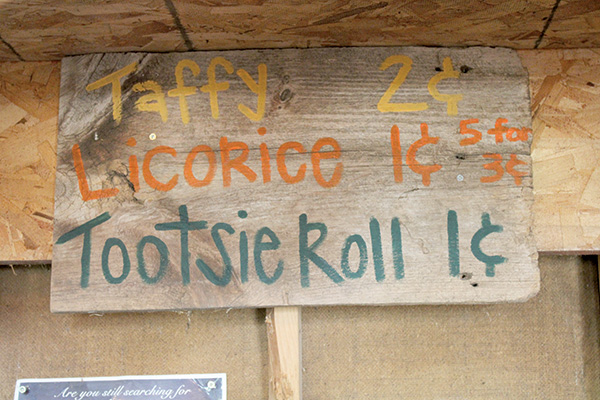 Taffy 2¢
Licorice 1¢ 5 for 3¢
Tootsie Roll 1¢
Are you still searching for